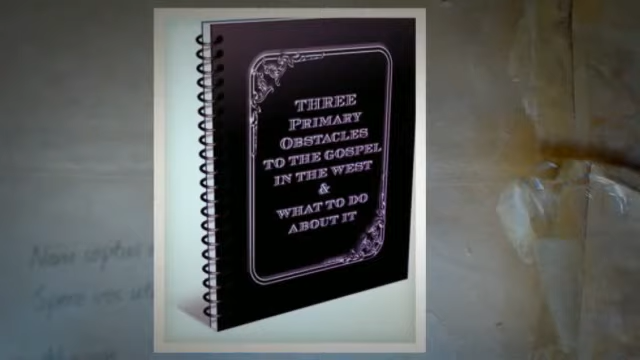 THREE
PRIMARY
OBSTACLES
TO THE GOSPEL
IN THE WEST
&
WHAT TO DO
ABOUT IT